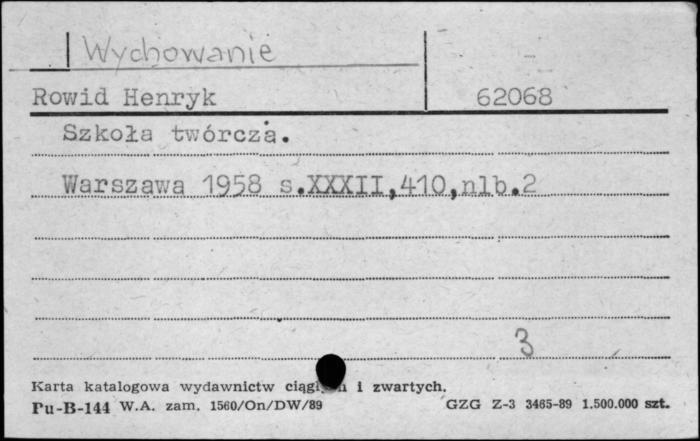 Wychowanie
Rowid Henryk 62068
Szkoła twórcza.
Warszawa 1958 s.XXXII,410,nlb.2
3
Karta katalogowa wydawnictw i zwartych.
Pu-B-144 W.A. zam. 1560/On/DW/89 GZG Z-3 3465-89 1.500.000 szt.